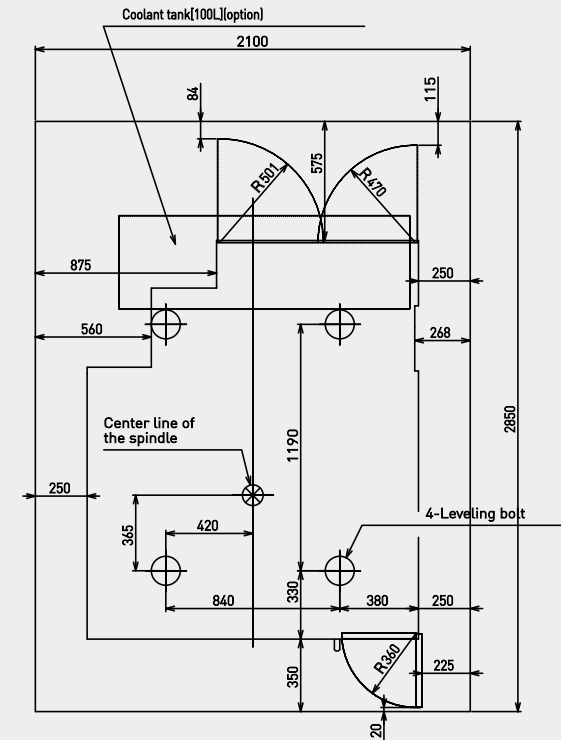 Coolant tank[100L](option)
2100
84
115
575
R501
R470
875
250
560
268
1190
2850
Center line of
the spindle
250
365
420
4-Leveling bolt
330
840
380
250
R360
350
225
20